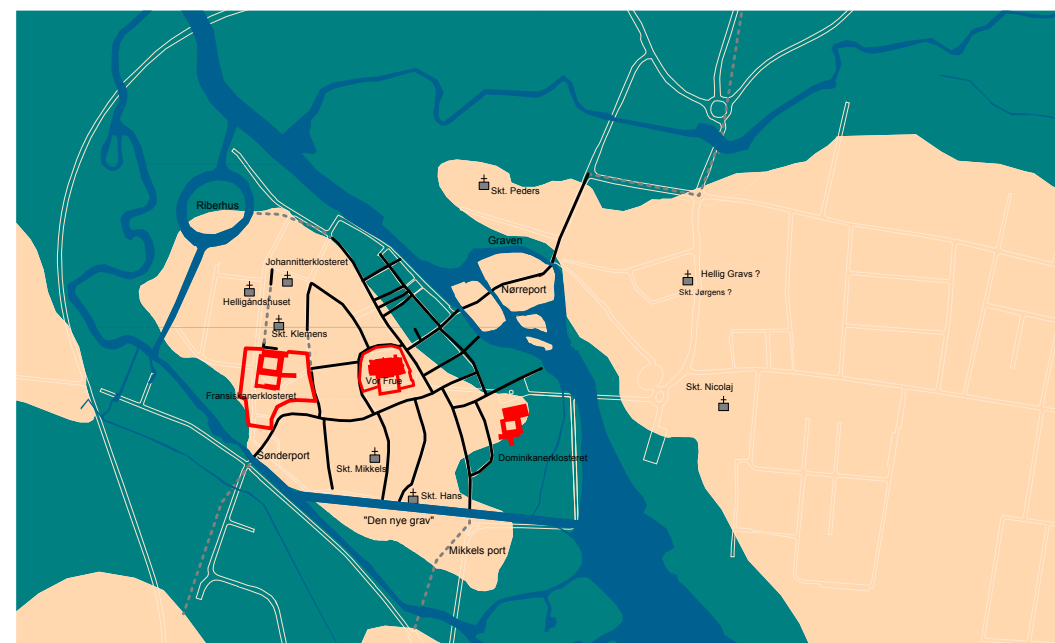 Skt. Peders
Riberhus
Graven
Johannitterklosteret
Hellig Gravs ?
Nørreport
Skt. Jørgens ?
Helligåndshuset
Skt. Klemens
Vor Frue
Skt. Nicolaj
Fransiskanerklosteret
Sønderport
Dominikanerklosteret
Skt. Mikkels
Skt. Hans
"Den nye grav"
Mikkels port